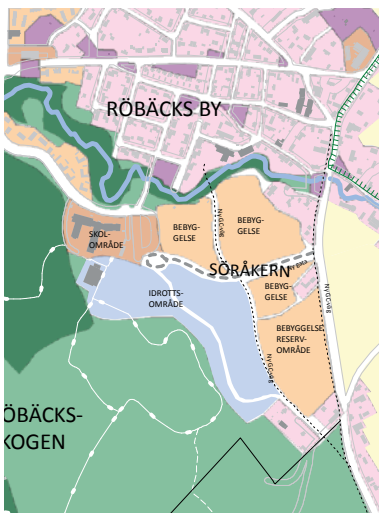 RÖBÄCKS BY
BEBYG-
GELSE
BEBYG-
GELSE
Ny GC-väg
SKOL-
OMRÅDE
SÖRÅKERN
Ny GC-väg
BEBYG-
GELSE
IDROTTS-
OMRÅDE
BEBYGGELSE
RESERV-
OMRÅDE
Ny GC-väg
ÖBÄCKS-
KOGEN